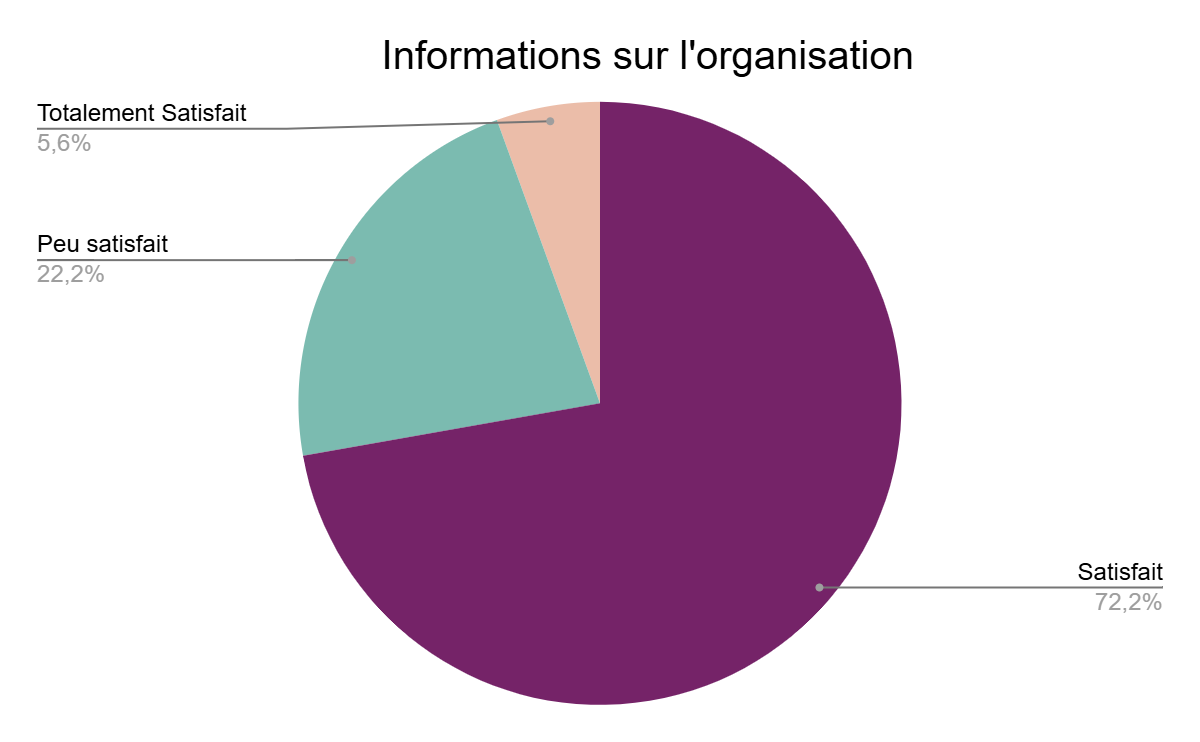 Informations sur l'organisation
Totalement Satisfait
5,6%
Peu satisfait
22,2%
Satisfait
72,2%